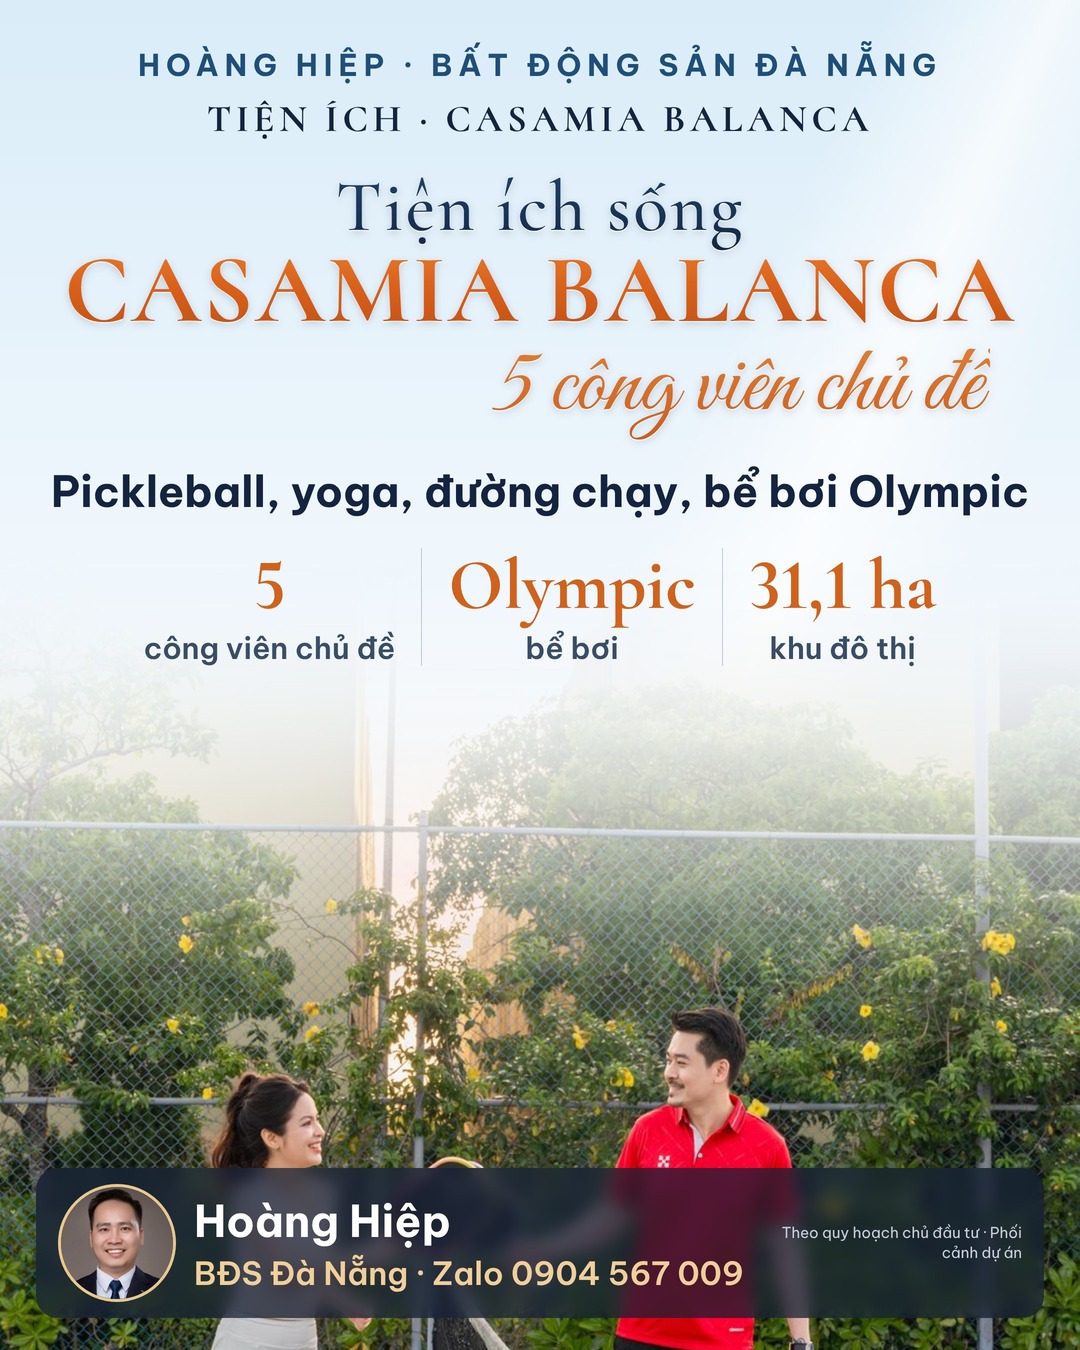 HOÀNG HIỆP · BẤT ĐỘNG SẢN ĐÀ NẴNG
TIỆN ÍCH · CASAMIA BALANCA
Tiện ích sống
CASAMIA BALANCA
5 công viên chủ đề
Pickleball, yoga, đường chạy, bể bơi Olympic
5
công viên chủ đề
Olympic
bể bơi
31,1 ha
khu đô thị
Hoàng Hiệp
BĐS Đà Nẵng · Zalo 0904 567 009
Theo quy hoạch chủ đầu tư · Phối
cảnh dự án